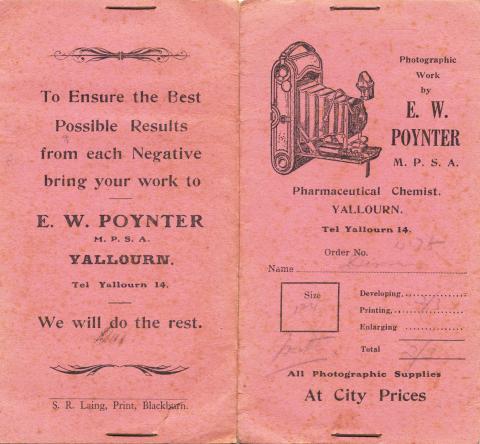 To Ensure the Best
Possible Results
from each Negative
bring your work to
E. W. POYNTER
M. P. S. A.
YALLOURN.
Tel Yallourn 14.
We will do the rest.
S. R. Laing, Print, Blackburn.
Photographic
Work
by
E. W.
POYNTER
M. P. S. A.
Pharmaceutical Chemist.
YALLOURN.
Tel Yallourn 14.
Order No.
Name
Size
Developing
Printing
Enlarging
Total
All Photographic Supplies
At City Prices